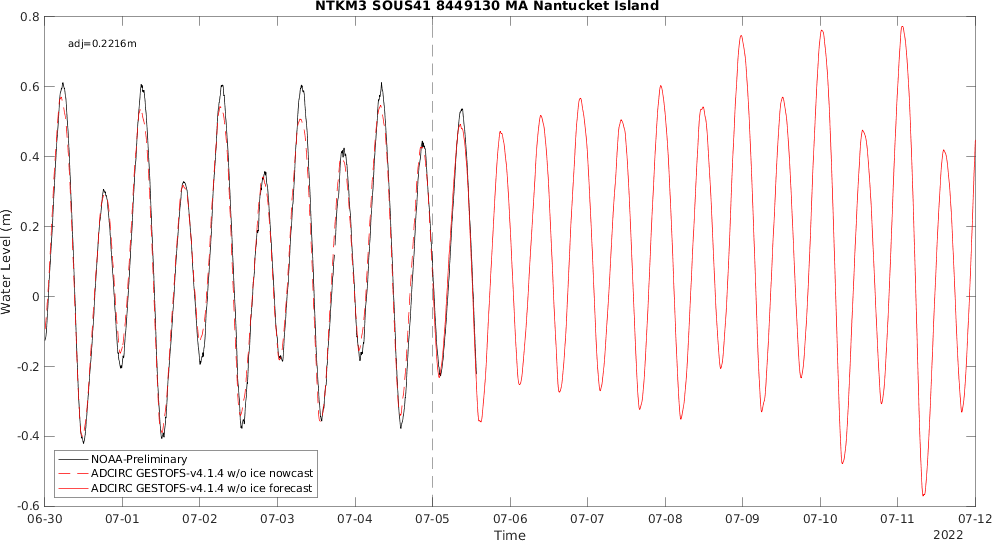 NTKM3 SOUS41 8449130 MA Nantucket Island
adj=0.2216m
0.8
0.6
0.4
0.2
0
-0.2
-0.4
-0.6
Water Level (m)
NOAA-Preliminary
ADCIRC GESTOFS-v4.1.4 w/o ice nowcast
ADCIRC GESTOFS-v4.1.4 w/o ice forecast
06-30 07-01 07-02 07-03 07-04 07-05 07-06 07-07 07-08 07-09 07-10 07-11 07-12
Time
2022